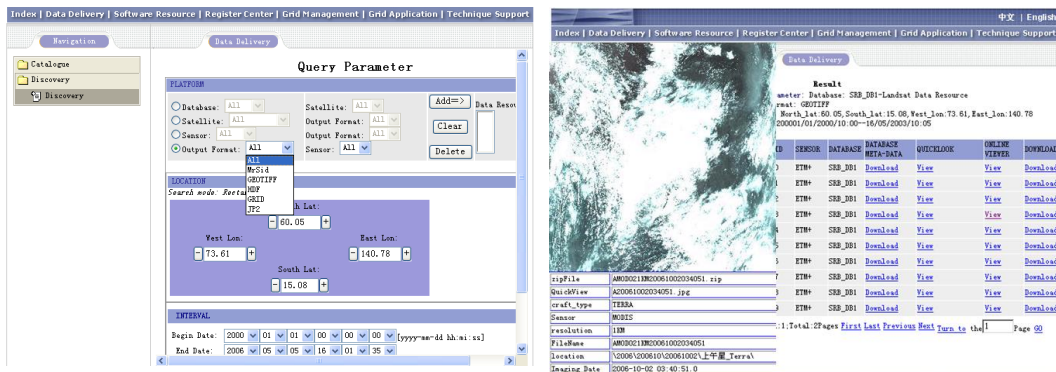 Index | Data Delivery | Software Resource | Register Center | Grid Management | Grid Application | Technique Support
Navigation
Data Delivery
Catalogue
Discovery
Discovery
Query Parameter
PLATFORM
Database: All
Satellite: All
Satellite: All
Output Format: All
Sensor: All
Output Format: All
Output Format: All
Sensor: All
Add=>
Clear
Delete
Data Resou
All
MrSid
GEOTIFF
HDF
GRID
JP2
LOCATION
Search mode: Rectan
h Lat:
- 60.05 +
West Lon:
- 73.61 +
East Lon:
- 140.78 +
South Lat:
- 15.08 +
INTERVAL
Begin Date: 2000 01 01 00 00 00 [yyyy-mm-dd hh:mi:ss]
End Date: 2006 05 05 16 01 35
中文 | English
Index | Data Delivery | Software Resource | Register Center | Grid Management | Grid Application | Technique Support
Data Delivery
Result
ameter: Database: SRB_DB1-Landsat Data Resource
rmat: GEOTIFF
North_lat:60.05,South_lat:15.08,West_lon:73.61,East_lon:140.78
200001/01/2000/10:00--16/05/2003/10:05
ID SENSOR DATABASE DATABASE META-DATA QUICKLOOK ONLINE VIEWER DOWNLOAD
ETM+ SRB_DB1 Download View View Download
ETM+ SRB_DB1 Download View View Download
ETM+ SRB_DB1 Download View View Download
ETM+ SRB_DB1 Download View View Download
ETM+ SRB_DB1 Download View View Download
ETM+ SRB_DB1 Download View View Download
ETM+ SRB_DB1 Download View View Download
ETM+ SRB_DB1 Download View View Download
ETM+ SRB_DB1 Download View View Download
:1;Total:2Pages First Last Previous Next Turn to the 1 Page GO
zipFile AMOD021KM20061002034051.zip
QuickView A20061002034051.jpg
craft_type TERRA
Sensor MODIS
resolution 1KM
FileName AMOD021KM20061002034051
location \2006\200610\20061002\上午星_Terra\
Imaging Date 2006-10-02 03:40:51.0